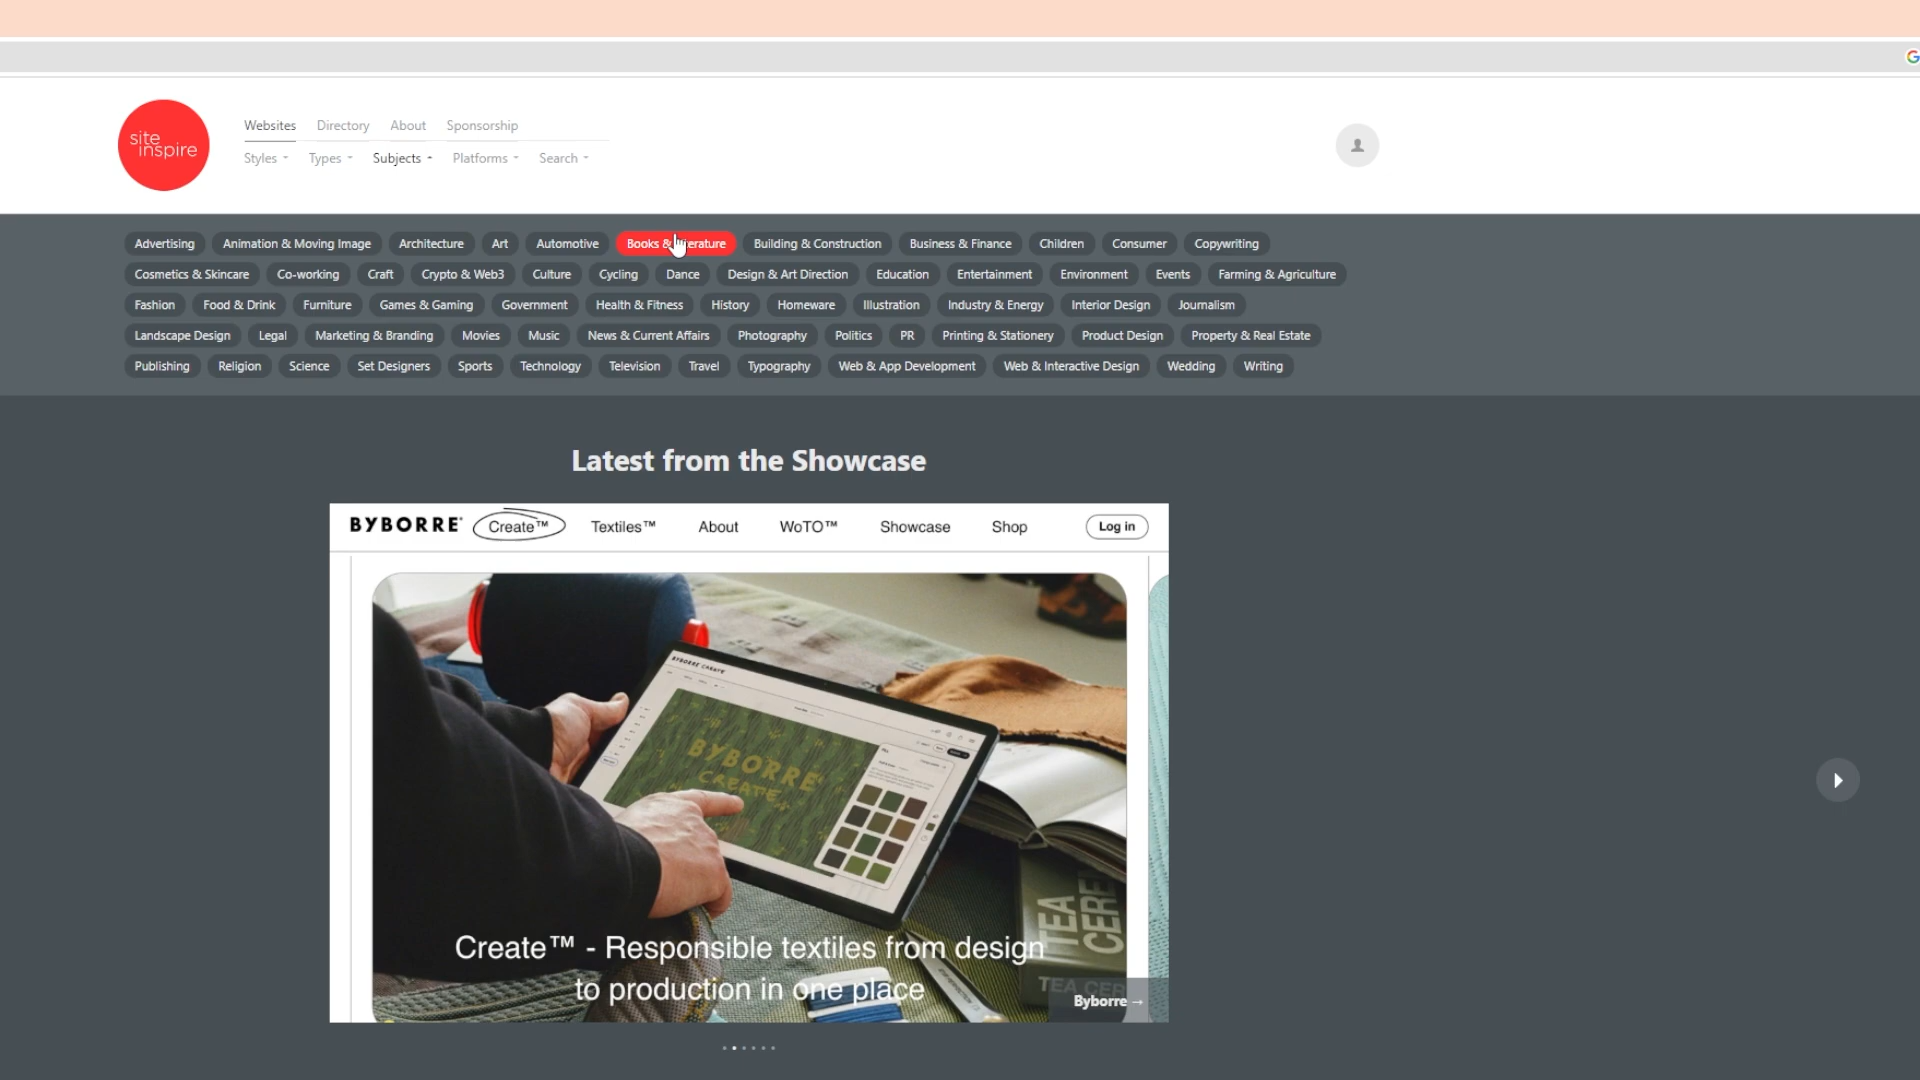 site
inspire
Websites Directory About Sponsorship
Styles Types Subjects Platforms Search
Advertising Animation & Moving Image Architecture Art Automotive Books & Building & Construction Business & Finance Children Consumer Copywriting
Cosmetics & Skincare Co-working Craft Crypto & Web3 Culture Cycling Dance Design & Art Direction Education Entertainment Environment Events Farming & Agriculture
Fashion Food & Drink Furniture Games & Gaming Government Health & Fitness History Homeware Illustration Industry & Energy Interior Design Journalism
Landscape Design Legal Marketing & Branding Movies Music News & Current Affairs Photography Politics PR Printing & Stationery Product Design Property & Real Estate
Publishing Religion Science Set Designers Sports Technology Television Travel Typography Web & App Development Web & Interactive Design Wedding Writing
Latest from the Showcase
BYBORRE Create™ Textiles™ About WoTO™ Showcase Shop Log in
BYBORRE CREATE
BYBORRE
CREATE
TEA
CERE
TEA CER
Create™ - Responsible textiles from design
to production in one place
Byborre →